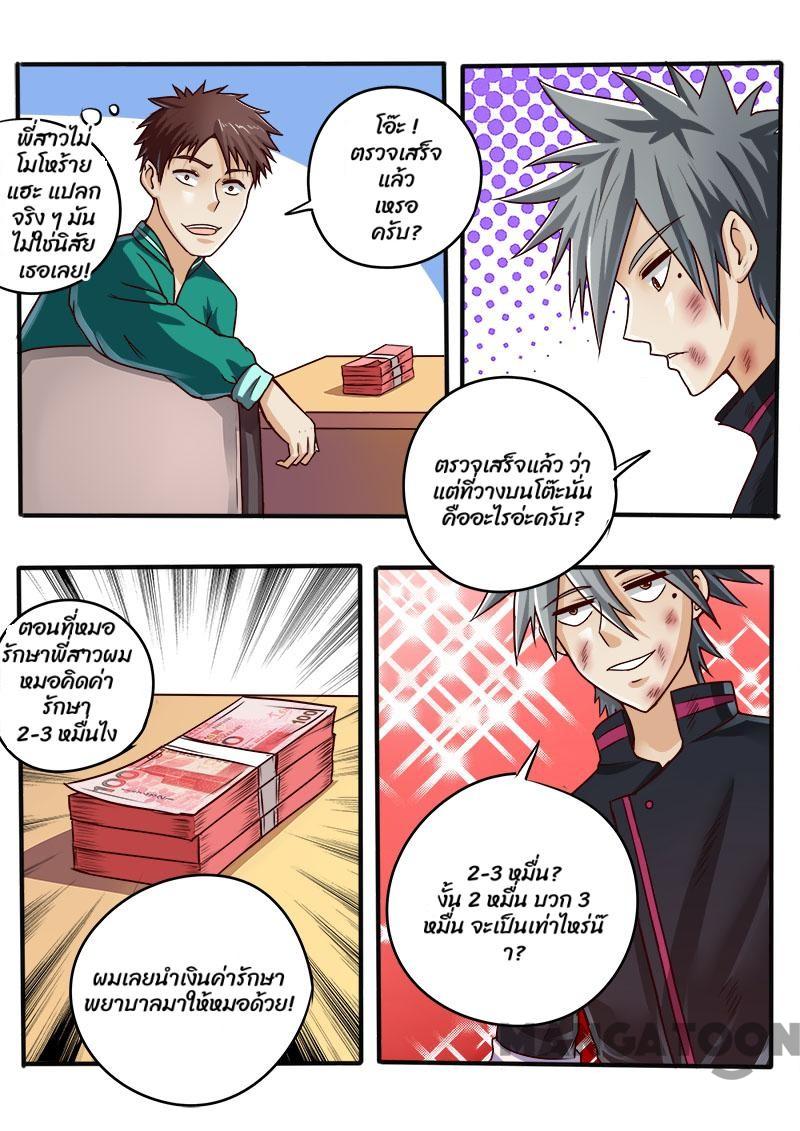 พี่สาวไม่
โมโหร้าย
แฮะ แปลก
จริง ๆ มัน
ไม่ใช่นิสัย
เธอเลย!
โอ๊ะ !
ตรวจเสร็จ
แล้ว
เหรอ
ครับ?
ตรวจเสร็จแล้ว ว่า
แต่ที่วางบนโต๊ะนั่น
คืออะไรอ่ะครับ?
ตอนที่หมอ
รักษาพี่สาวผม
หมอคิดค่า
รักษา
2-3 หมื่นไง
100
100
ผมเลยนำเงินค่ารักษา
พยาบาลมาให้หมอด้วย!
2-3 หมื่น?
งั้น 2 หมื่น บวก 3
หมื่น จะเป็นเท่าไหร่น๊
า?
MANGATOON